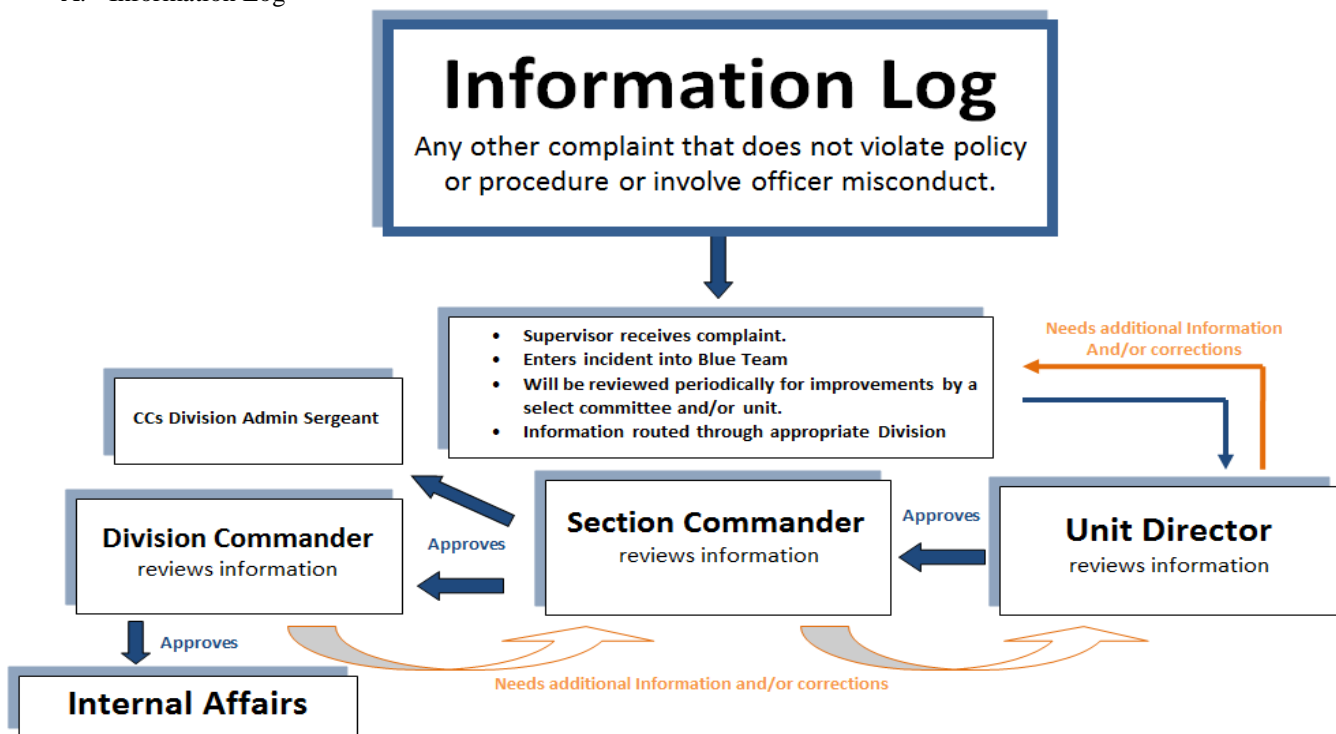 A. Information Log
Information Log
Any other complaint that does not violate policy
or procedure or involve officer misconduct.
• Supervisor receives complaint.
• Enters incident into Blue Team
• Will be reviewed periodically for improvements by a
select committee and/or unit.
• Information routed through appropriate Division
Needs additional Information
And/or corrections
CCs Division Admin Sergeant
Division Commander
reviews information
Approves
Section Commander
reviews information
Approves
Unit Director
reviews information
Approves
Needs additional Information and/or corrections
Internal Affairs